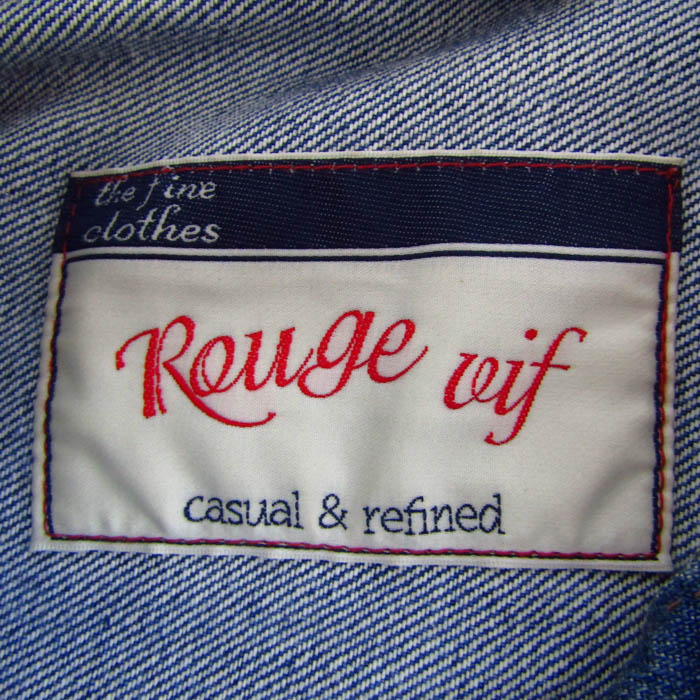 the fine
clothes
Rouge vif
casual & refined